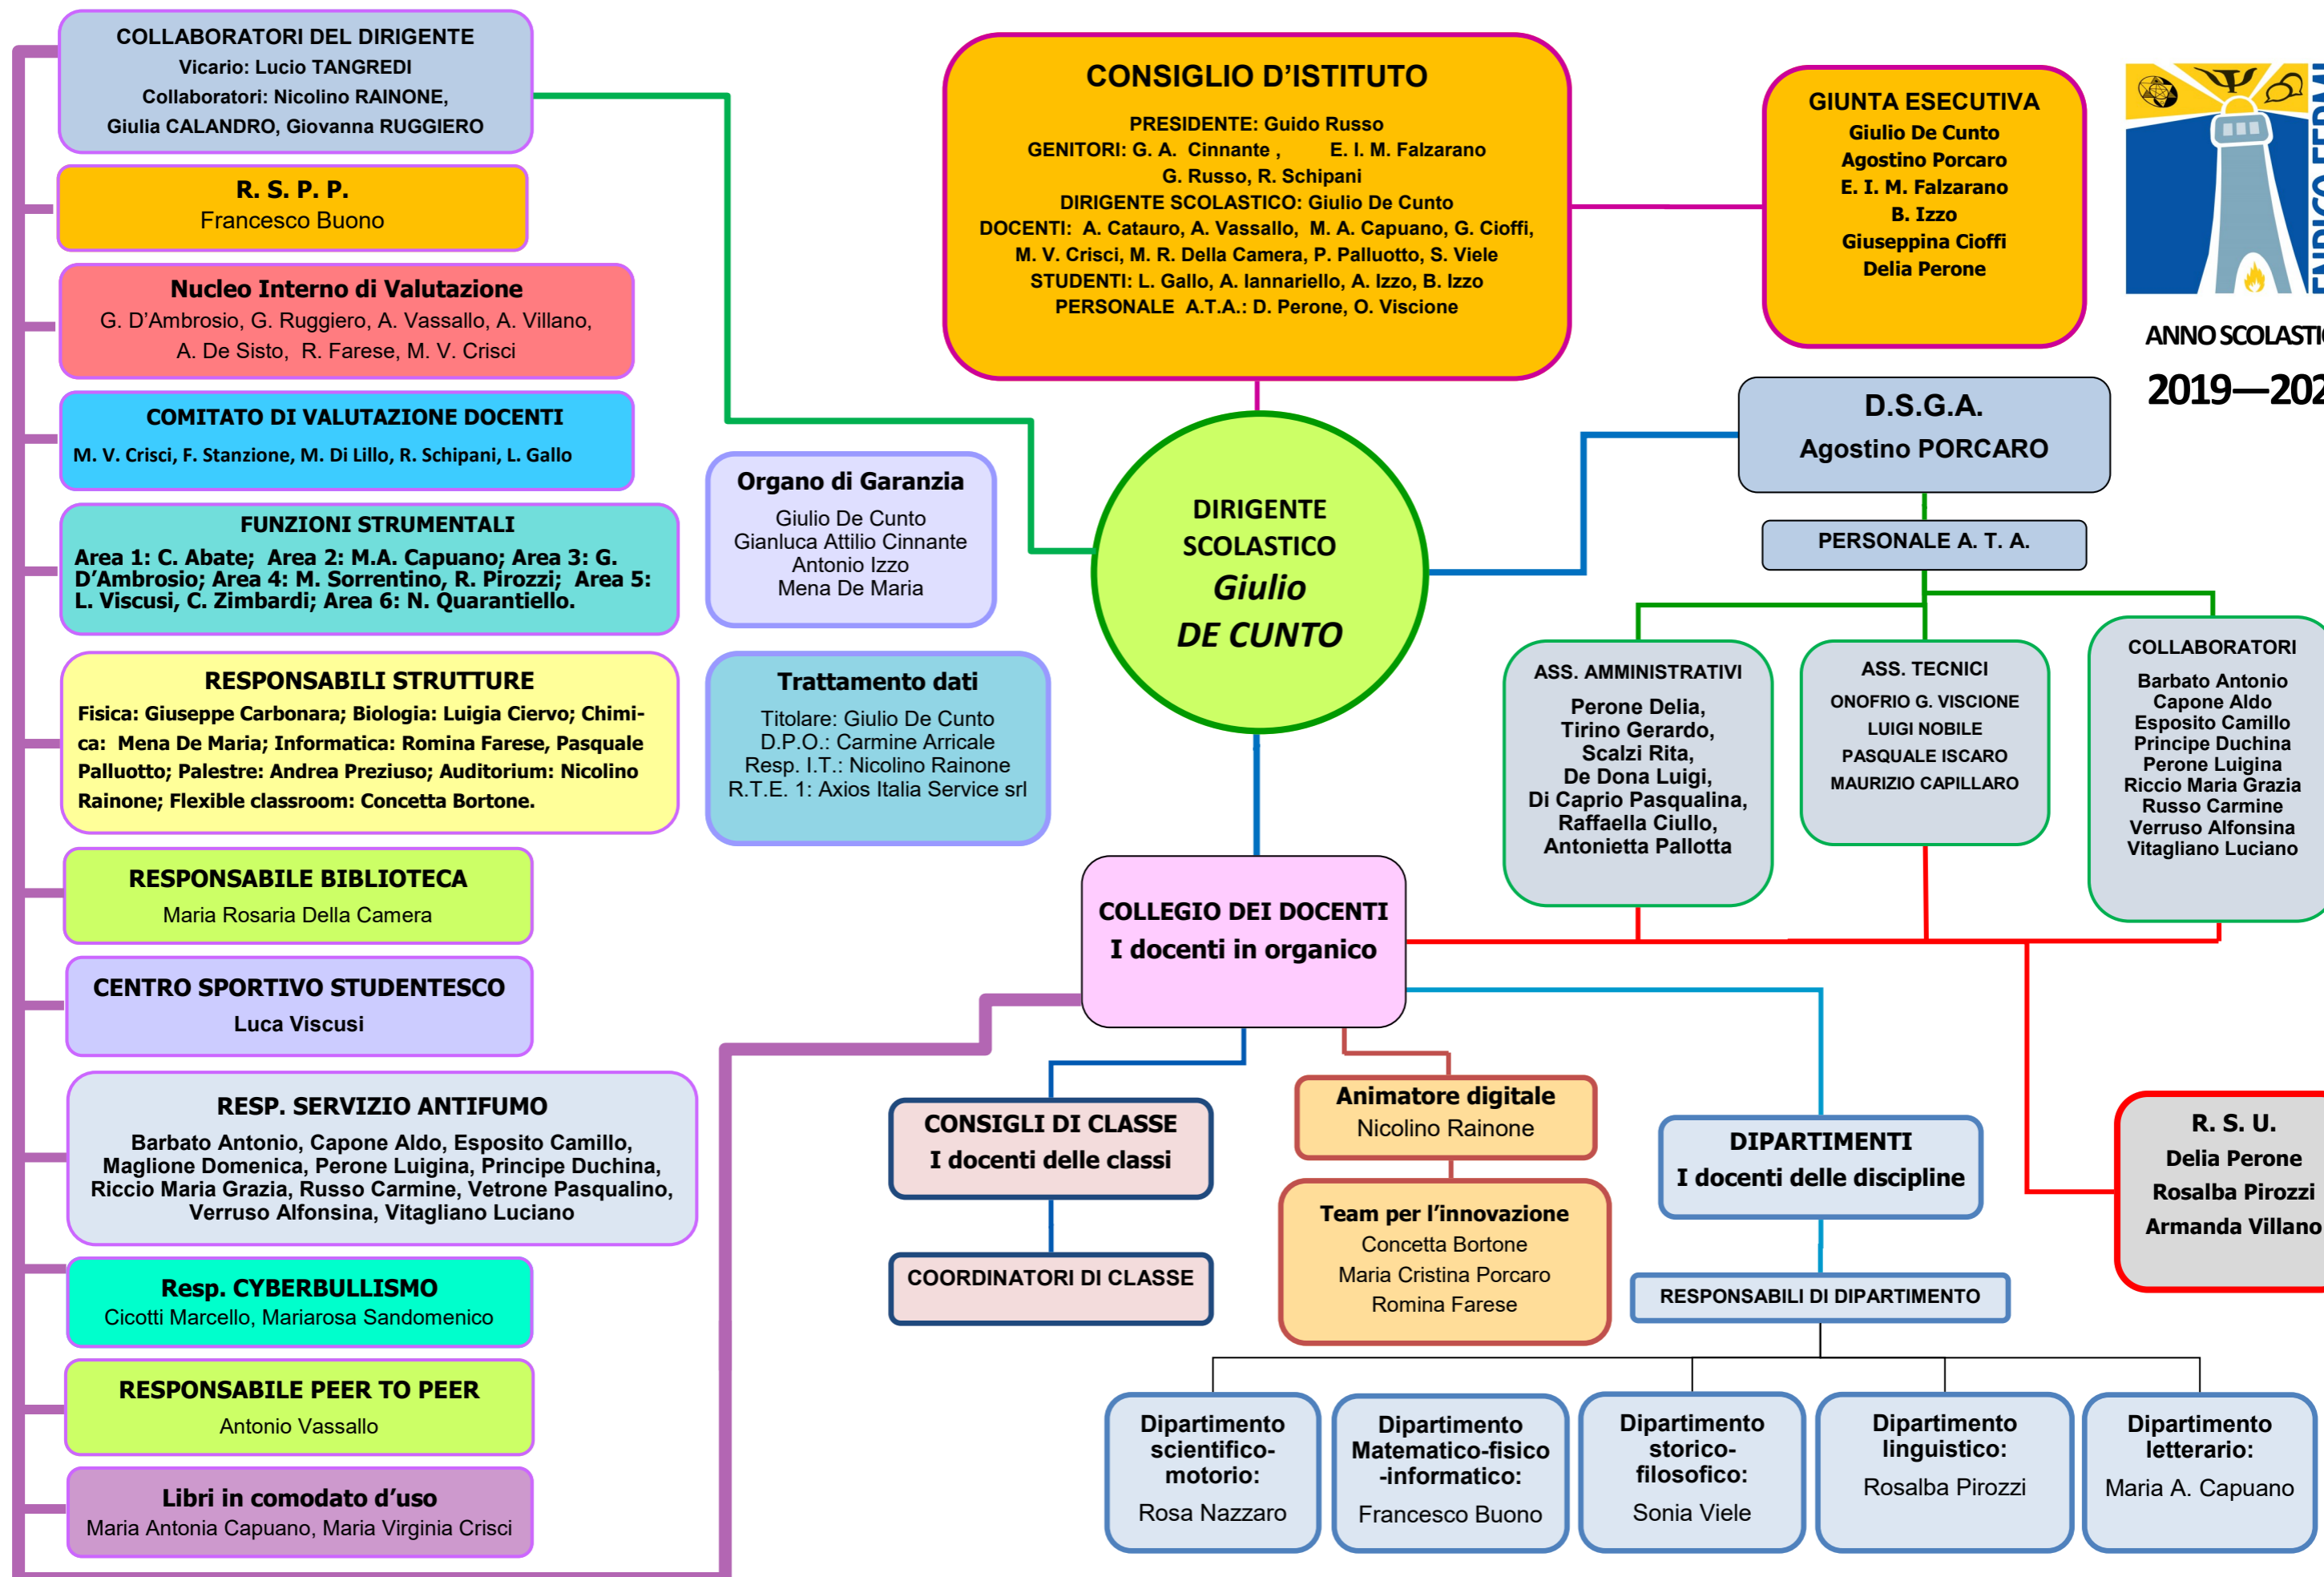 COLLABORATORI DEL DIRIGENTE
Vicario: Lucio TANGREDI
Collaboratori: Nicolino RAINONE,
Giulia CALANDRO, Giovanna RUGGIERO
R. S. P. P.
Francesco Buono
Nucleo Interno di Valutazione
G. D’Ambrosio, G. Ruggiero, A. Vassallo, A. Villano,
A. De Sisto, R. Farese, M. V. Crisci
COMITATO DI VALUTAZIONE DOCENTI
M. V. Crisci, F. Stanzione, M. Di Lillo, R. Schipani, L. Gallo
FUNZIONI STRUMENTALI
Area 1: C. Abate; Area 2: M.A. Capuano; Area 3: G.
D’Ambrosio; Area 4: M. Sorrentino, R. Pirozzi; Area 5:
L. Viscusi, C. Zimbardi; Area 6: N. Quarantiello.
RESPONSABILI STRUTTURE
Fisica: Giuseppe Carbonara; Biologia: Luigia Ciervo; Chimi-
ca: Mena De Maria; Informatica: Romina Farese, Pasquale
Palluotto; Palestre: Andrea Preziuso; Auditorium: Nicolino
Rainone; Flexible classroom: Concetta Bortone.
RESPONSABILE BIBLIOTECA
Maria Rosaria Della Camera
CENTRO SPORTIVO STUDENTESCO
Luca Viscusi
RESP. SERVIZIO ANTIFUMO
Barbato Antonio, Capone Aldo, Esposito Camillo,
Maglione Domenica, Perone Luigina, Principe Duchina,
Riccio Maria Grazia, Russo Carmine, Vetrone Pasqualino,
Verruso Alfonsina, Vitagliano Luciano
Resp. CYBERBULLISMO
Cicotti Marcello, Mariarosa Sandomenico
RESPONSABILE PEER TO PEER
Antonio Vassallo
Libri in comodato d’uso
Maria Antonia Capuano, Maria Virginia Crisci
CONSIGLIO D’ISTITUTO
PRESIDENTE: Guido Russo
GENITORI: G. A. Cinnante , E. I. M. Falzarano
G. Russo, R. Schipani
DIRIGENTE SCOLASTICO: Giulio De Cunto
DOCENTI: A. Catauro, A. Vassallo, M. A. Capuano, G. Cioffi,
M. V. Crisci, M. R. Della Camera, P. Palluotto, S. Viele
STUDENTI: L. Gallo, A. Iannariello, A. Izzo, B. Izzo
PERSONALE A.T.A.: D. Perone, O. Viscione
GIUNTA ESECUTIVA
Giulio De Cunto
Agostino Porcaro
E. I. M. Falzarano
B. Izzo
Giuseppina Cioffi
Delia Perone
ENRICO FERMI
ANNO SCOLASTIC
2019—202
Organo di Garanzia
Giulio De Cunto
Gianluca Attilio Cinnante
Antonio Izzo
Mena De Maria
Trattamento dati
Titolare: Giulio De Cunto
D.P.O.: Carmine Arricale
Resp. I.T.: Nicolino Rainone
R.T.E. 1: Axios Italia Service srl
DIRIGENTE
SCOLASTICO
Giulio
DE CUNTO
D.S.G.A.
Agostino PORCARO
PERSONALE A. T. A.
ASS. AMMINISTRATIVI
Perone Delia,
Tirino Gerardo,
Scalzi Rita,
De Dona Luigi,
Di Caprio Pasqualina,
Raffaella Ciullo,
Antonietta Pallotta
ASS. TECNICI
ONOFRIO G. VISCIONE
LUIGI NOBILE
PASQUALE ISCARO
MAURIZIO CAPILLARO
COLLABORATORI
Barbato Antonio
Capone Aldo
Esposito Camillo
Principe Duchina
Perone Luigina
Riccio Maria Grazia
Russo Carmine
Verruso Alfonsina
Vitagliano Luciano
COLLEGIO DEI DOCENTI
I docenti in organico
CONSIGLI DI CLASSE
I docenti delle classi
COORDINATORI DI CLASSE
Animatore digitale
Nicolino Rainone
Team per l’innovazione
Concetta Bortone
Maria Cristina Porcaro
Romina Farese
DIPARTIMENTI
I docenti delle discipline
RESPONSABILI DI DIPARTIMENTO
R. S. U.
Delia Perone
Rosalba Pirozzi
Armanda Villano
Dipartimento
scientifico-
motorio:
Rosa Nazzaro
Dipartimento
Matematico-fisico
-informatico:
Francesco Buono
Dipartimento
storico-
filosofico:
Sonia Viele
Dipartimento
linguistico:
Rosalba Pirozzi
Dipartimento
letterario:
Maria A. Capuano